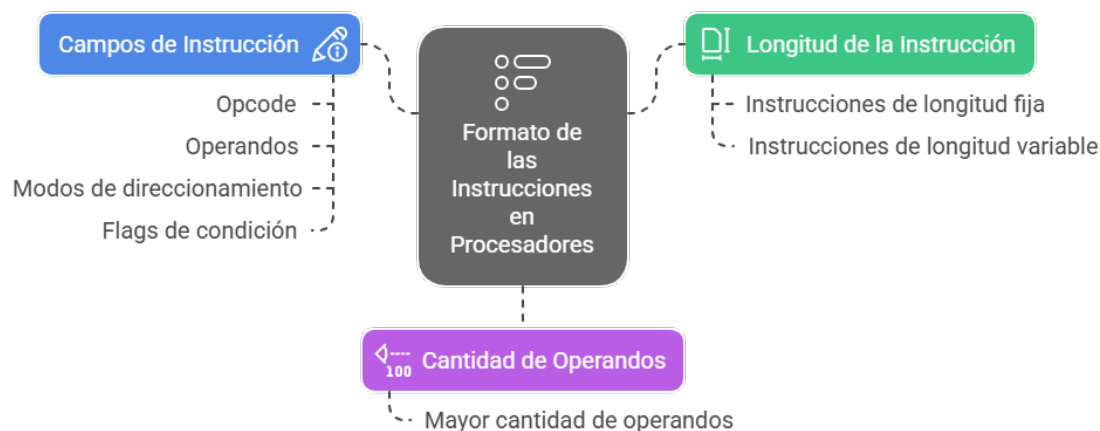 Campos de Instrucción
Opcode
Operandos
Modos de direccionamiento
Flags de condición
Formato de
las
Instrucciones
en
Procesadores
Longitud de la Instrucción
Instrucciones de longitud fija
Instrucciones de longitud variable
100
Cantidad de Operandos
Mayor cantidad de operandos